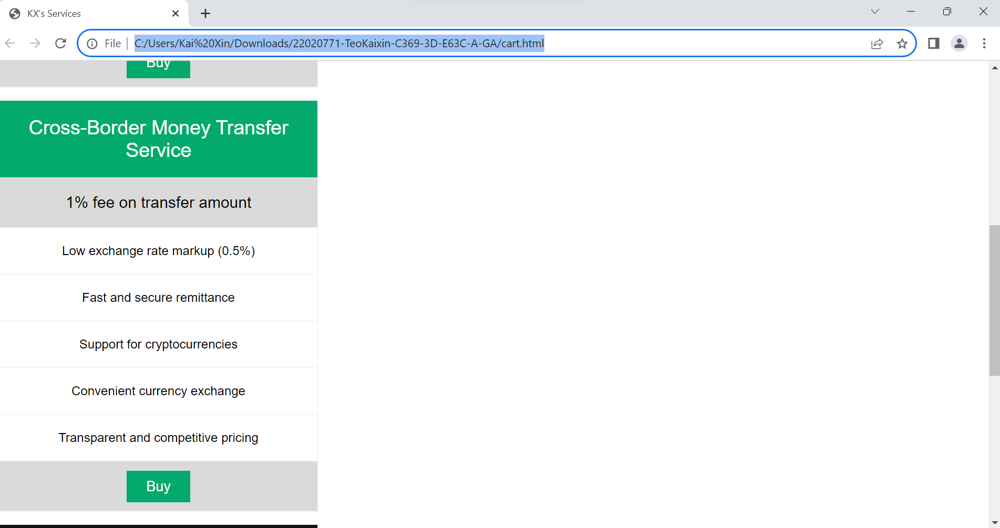 KX's Services
File
C:/Users/Kai%20Xin/Downloads/22020771-TeoKaixin-C369-3D-E63C-A-GA/cart.html
Buy
Cross-Border Money Transfer
Service
1% fee on transfer amount
Low exchange rate markup (0.5%)
Fast and secure remittance
Support for cryptocurrencies
Convenient currency exchange
Transparent and competitive pricing
Buy